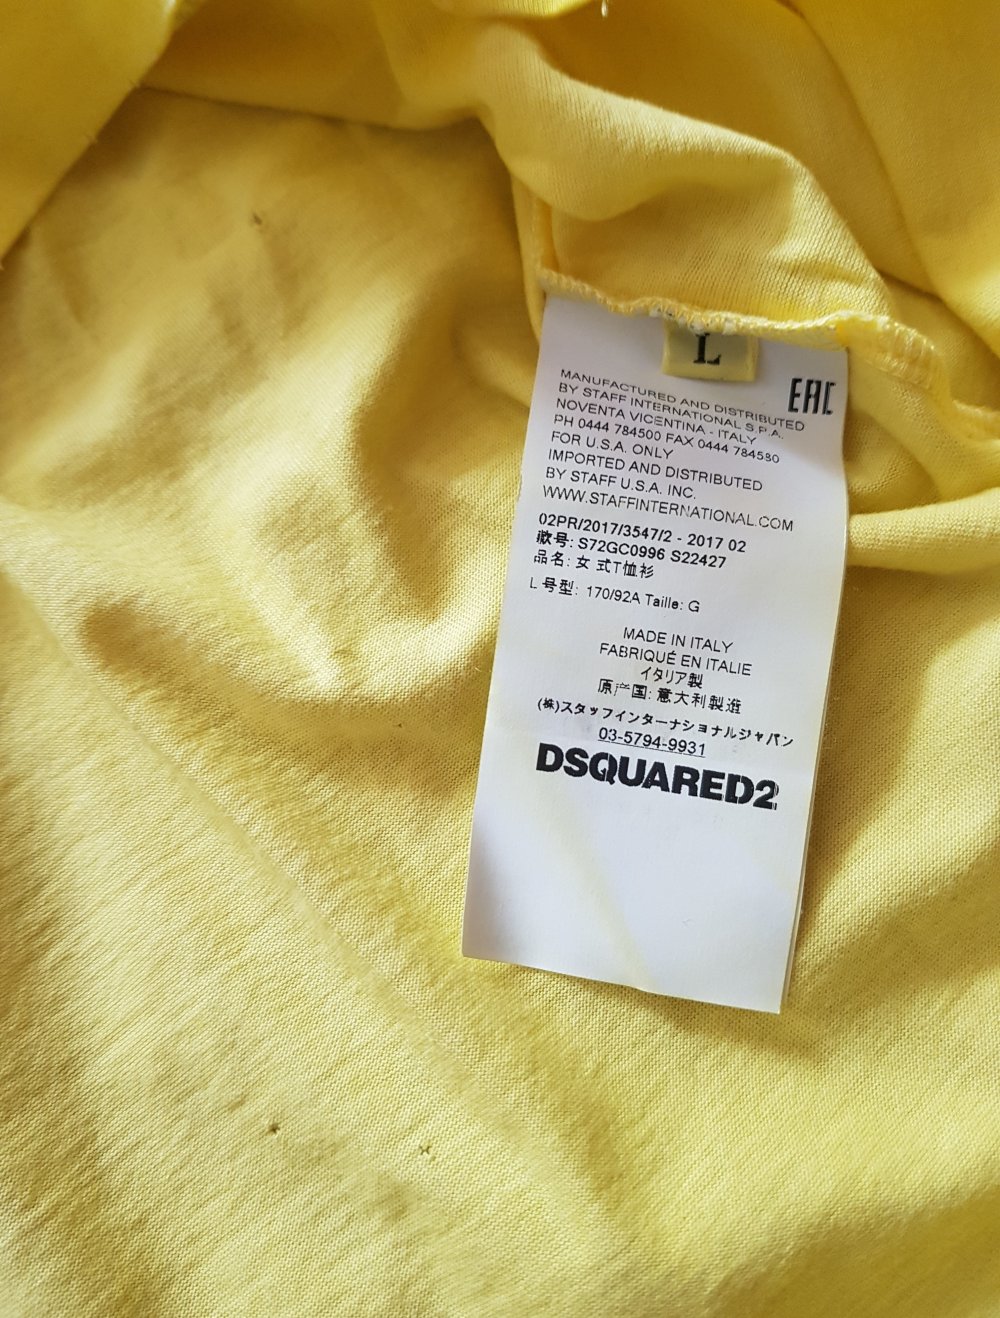 L
EAC
MANUFACTURED AND DISTRIBUTED
BY STAFF INTERNATIONAL S.P.A.
NOVENTA VICENTINA - ITALY
PH 0444 784500 FAX 0444 784580
FOR U.S.A. ONLY
IMPORTED AND DISTRIBUTED
BY STAFF U.S.A. INC.
WWW.STAFFINTERNATIONAL.COM
02PR/2017/3547/2 - 2017 02
款号: S72GC0996 S22427
品名: 女 式T恤衫
L 号型: 170/92A Taille: G
MADE IN ITALY
FABRIQUÉ EN ITALIE
イタリア製
原产国: 意大利製造
(株)スタッフインターナショナルジャパン
03-5794-9931
DSQUARED2